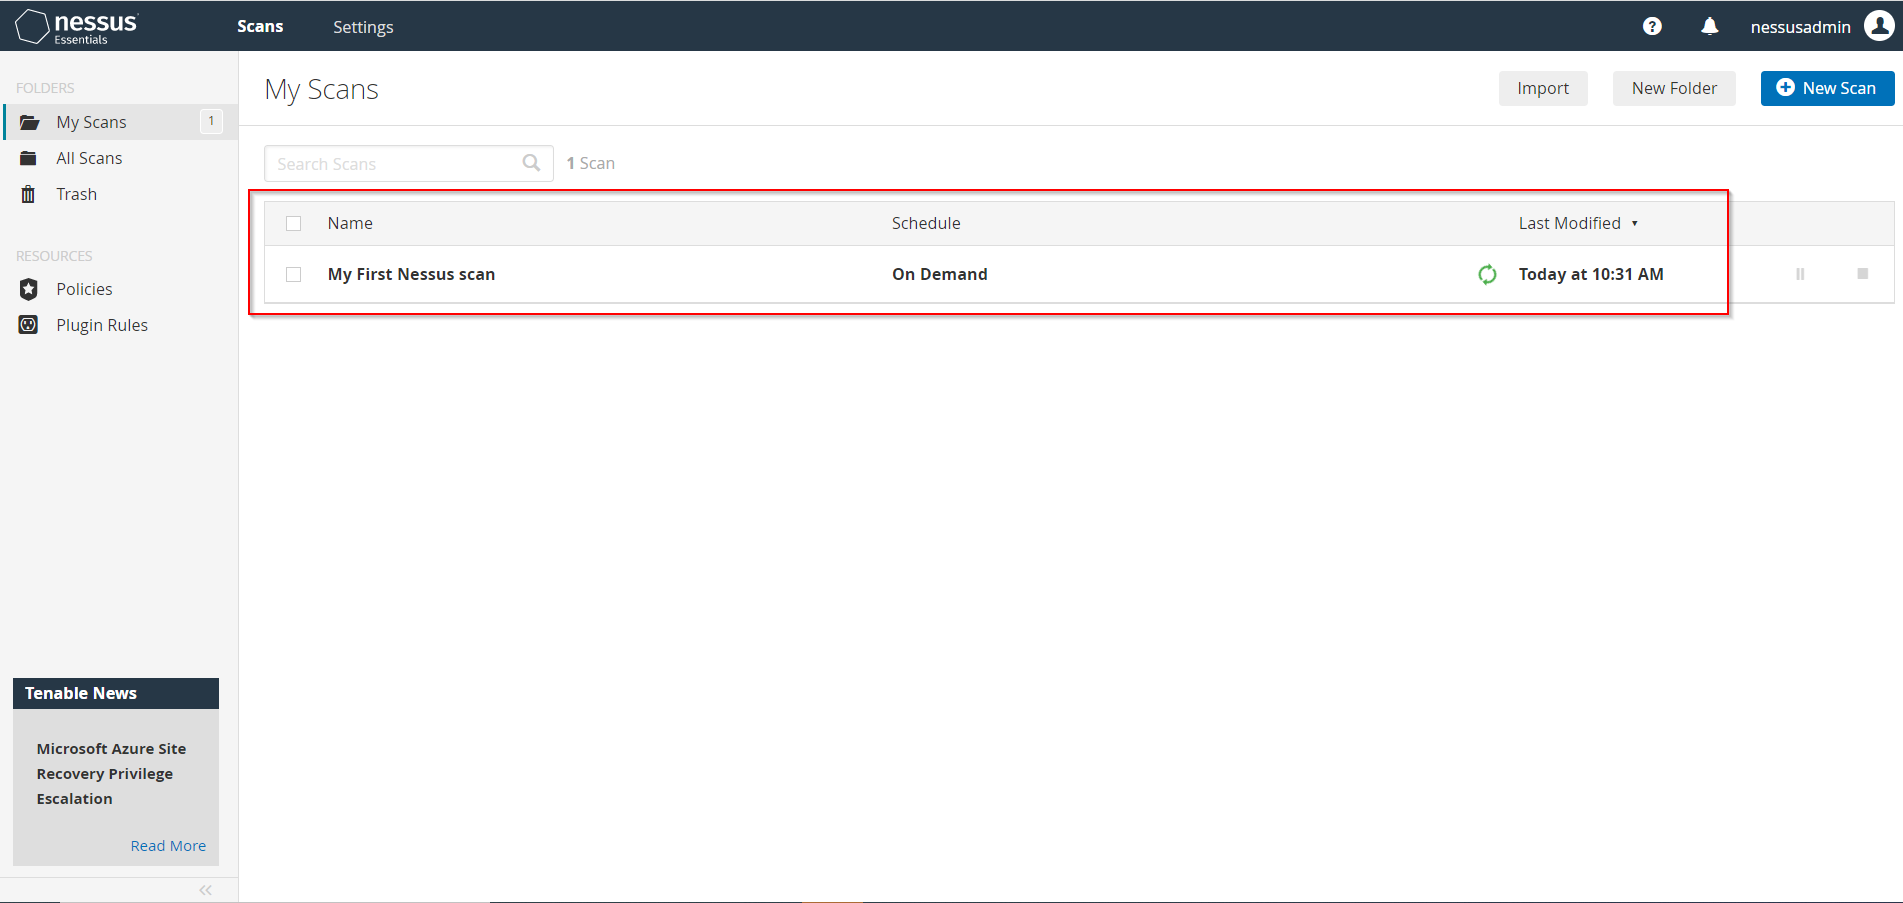 nessus
Essentials
Scans
Settings
nessusadmin
FOLDERS
My Scans
1
All Scans
Trash
RESOURCES
Policies
Plugin Rules
Tenable News
Microsoft Azure Site
Recovery Privilege
Escalation
Read More
My Scans
Import
New Folder
New Scan
Search Scans
1 Scan
Name
Schedule
Last Modified
My First Nessus scan
On Demand
Today at 10:31 AM